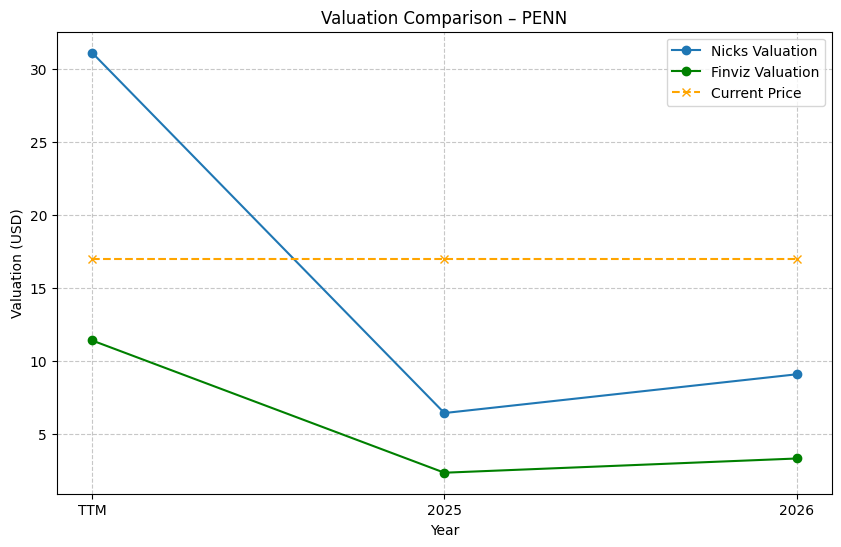 Valuation Comparison – PENN
Nicks Valuation
Finviz Valuation
Current Price
Valuation (USD)
30
25
20
15
10
5
TTM
2025
2026
Year